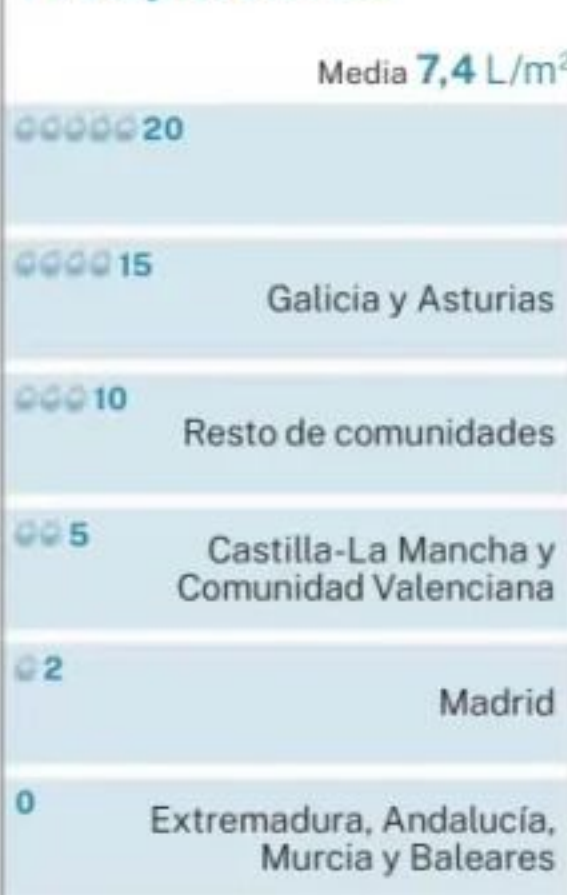 Media 7,4 L/m²
20
15
Galicia y Asturias
10
Resto de comunidades
5
Castilla-La Mancha y
Comunidad Valenciana
2
Madrid
0
Extremadura, Andalucía,
Murcia y Baleares